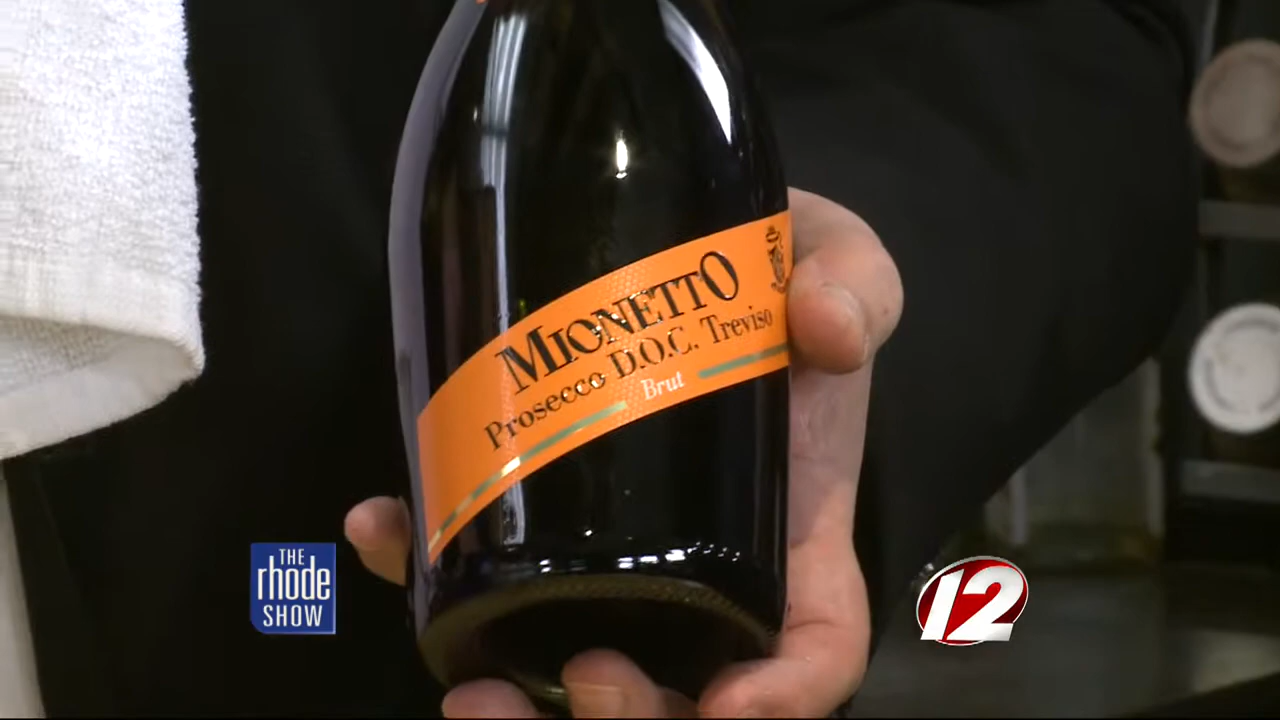 MIONETTO
Prosecco D.O.C. Treviso
Brut
THE
rhode
SHOW
12